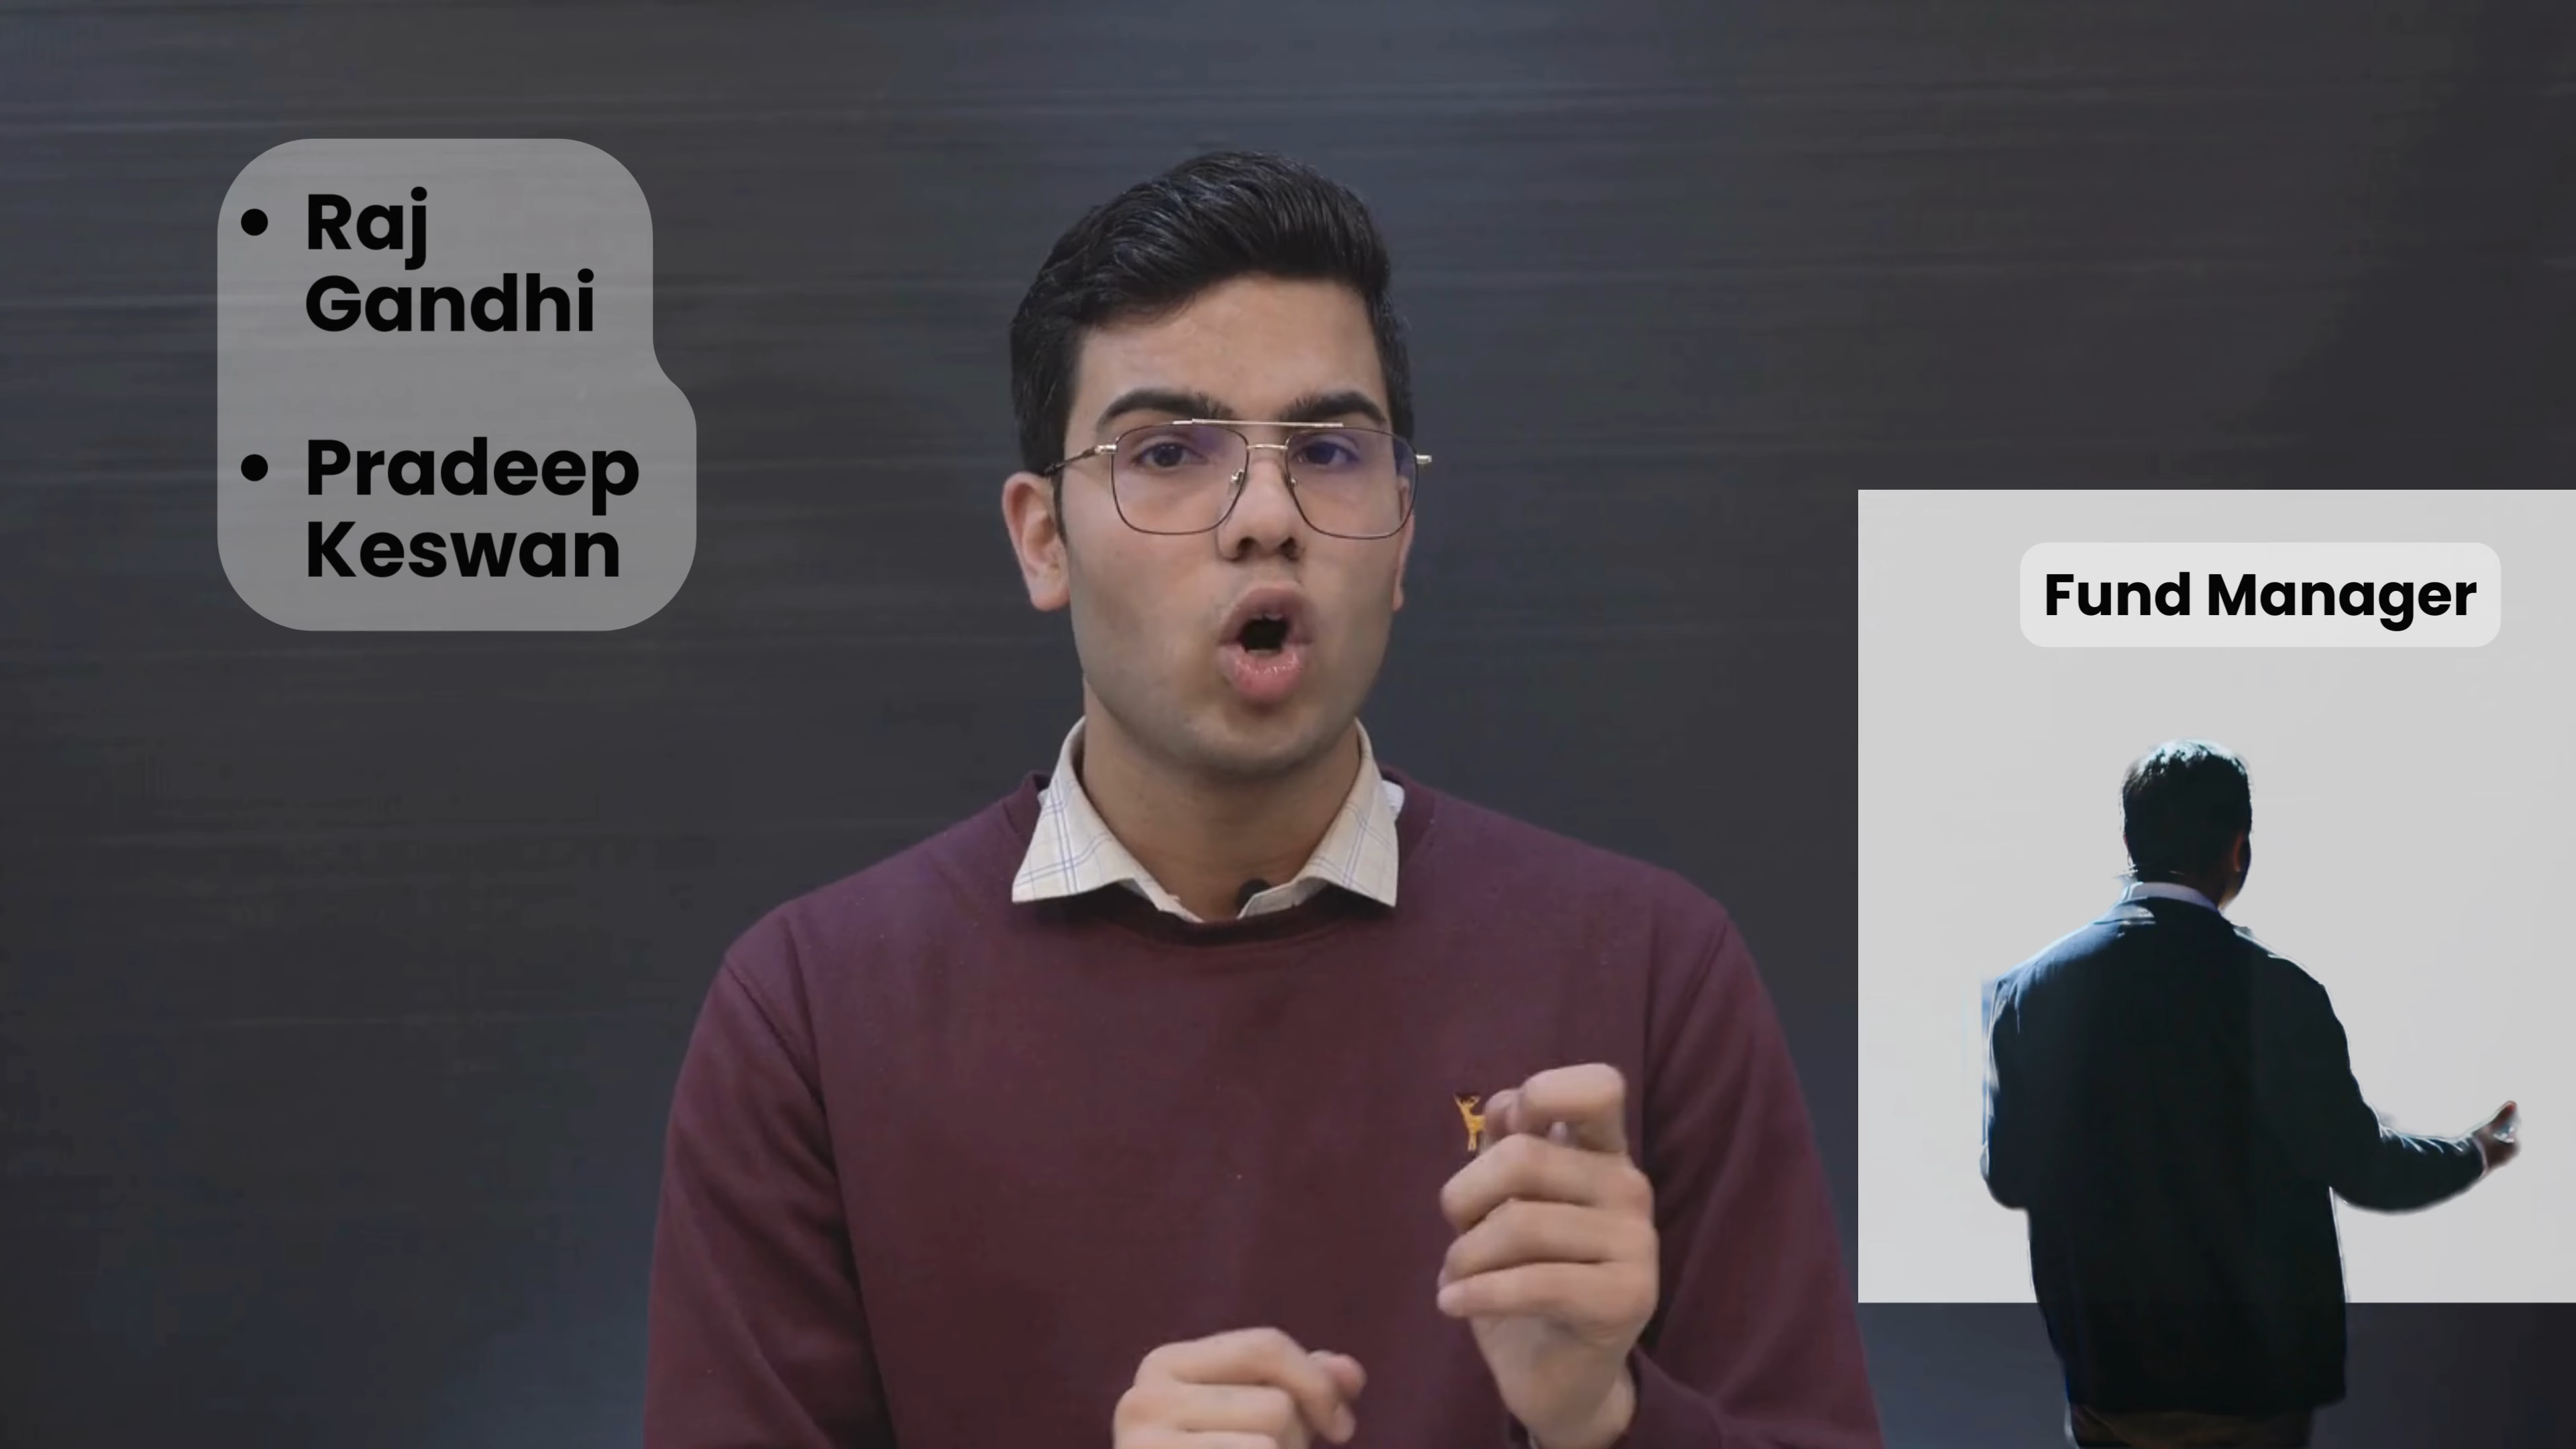 • Raj
Gandhi
• Pradeep
Keswan
Fund Manager